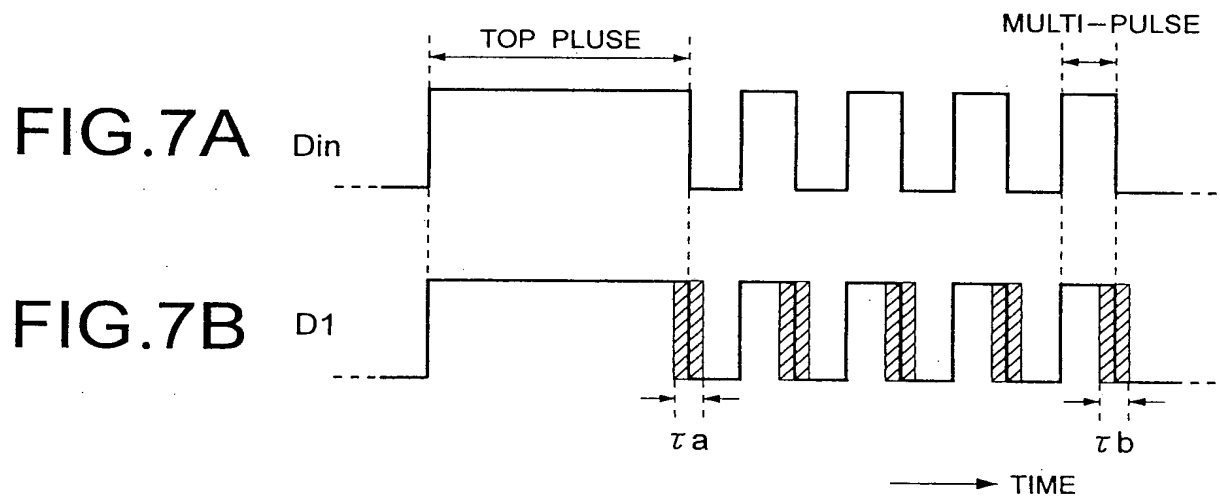 TOP PLUSE
MULTI-PULSE
FIG.7A Din
FIG.7B D1
τa
τb
TIME